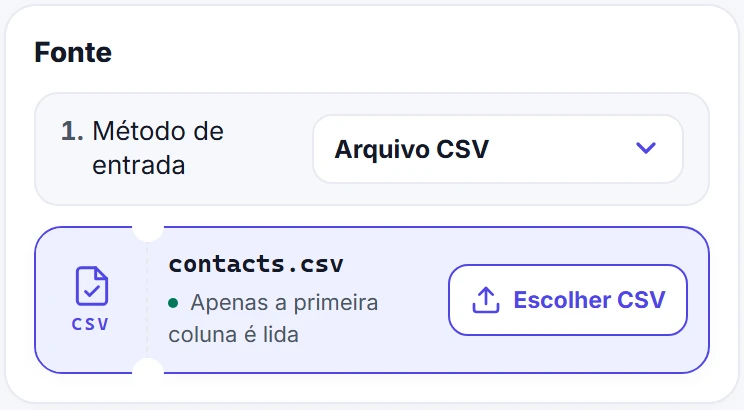 Fonte
1. Método de
entrada
Arquivo CSV
CSV
contacts.csv
Apenas a primeira
coluna é lida
Escolher CSV